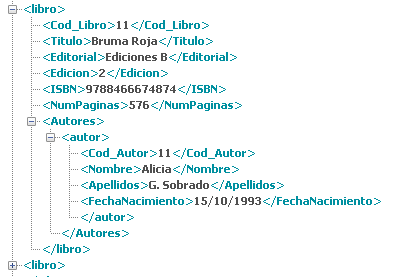 <libro>
<Cod_Libro>11</Cod_Libro>
<Titulo>Bruma Roja</Titulo>
<Editorial>Ediciones B</Editorial>
<Edicion>2</Edicion>
<ISBN>9788466674874</ISBN>
<NumPaginas>576</NumPaginas>
<Autores>
<autor>
<Cod_Autor>11</Cod_Autor>
<Nombre>Alicia</Nombre>
<Apellidos>G. Sobrado</Apellidos>
<FechaNacimiento>15/10/1993</FechaNacimiento>
</autor>
</Autores>
</libro>
<libro>